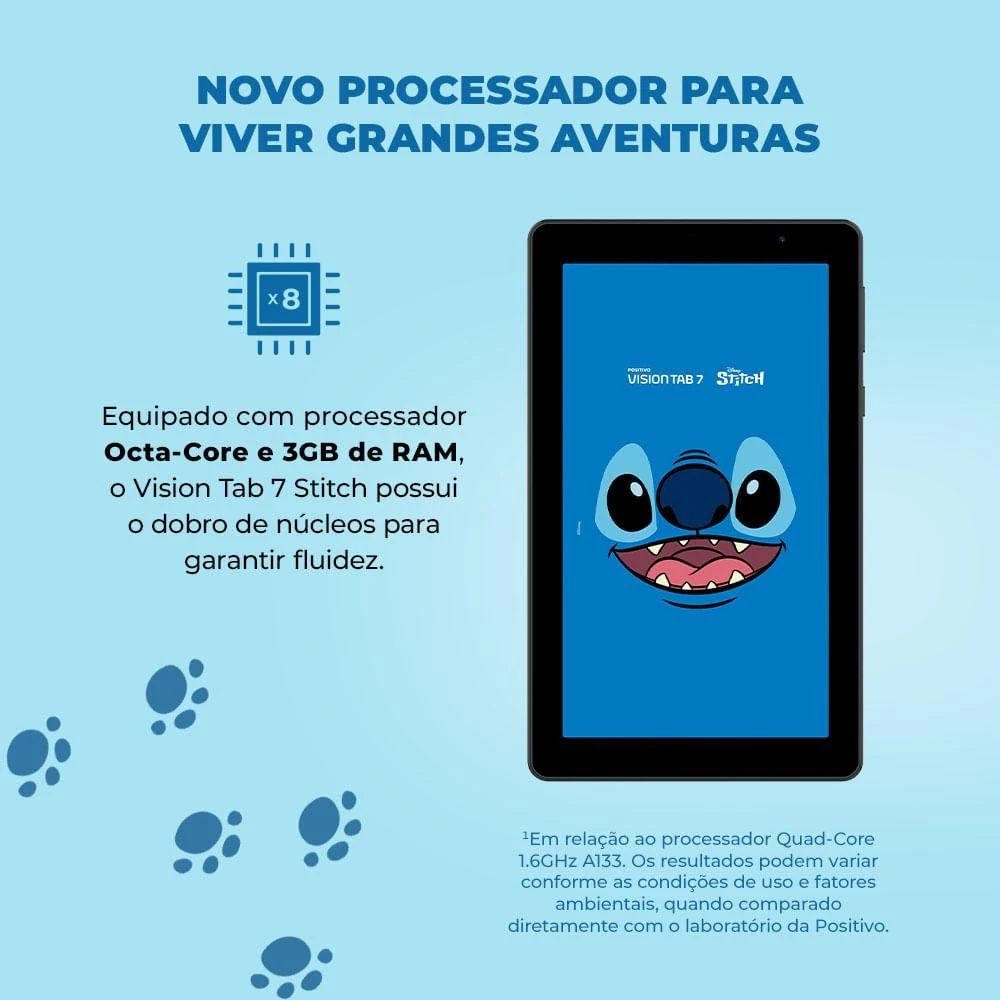 NOVO PROCESSADOR PARA
VIVER GRANDES AVENTURAS
x8
Equipado com processador
Octa-Core e 3GB de RAM,
o Vision Tab 7 Stitch possui
o dobro de núcleos para
garantir fluidez.
POSITIVO
VISION TAB 7
Disney
STITCH
¹Em relação ao processador Quad-Core
1.6GHz A133. Os resultados podem variar
conforme as condições de uso e fatores
ambientais, quando comparado
diretamente com o laboratório da Positivo.